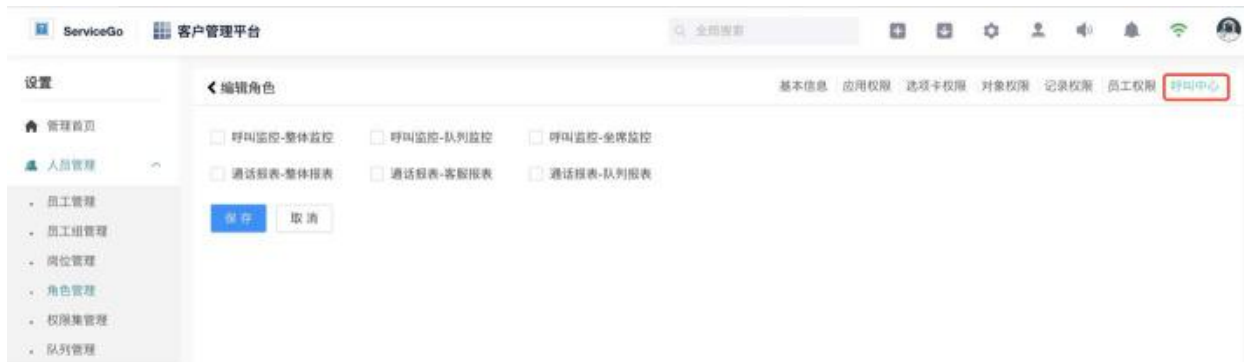 ServiceGo 客户管理平台 全局搜索
设置
编辑角色 基本信息 应用权限 选项卡权限 对象权限 记录权限 员工权限 呼叫中心
管理首页
呼叫监控-整体监控 呼叫监控-队列监控 呼叫监控-坐席监控
人员管理
通话报表-整体报表 通话报表-客服报表 通话报表-队列报表
员工管理
保存 取消
员工组管理
岗位管理
角色管理
权限集管理
队列管理